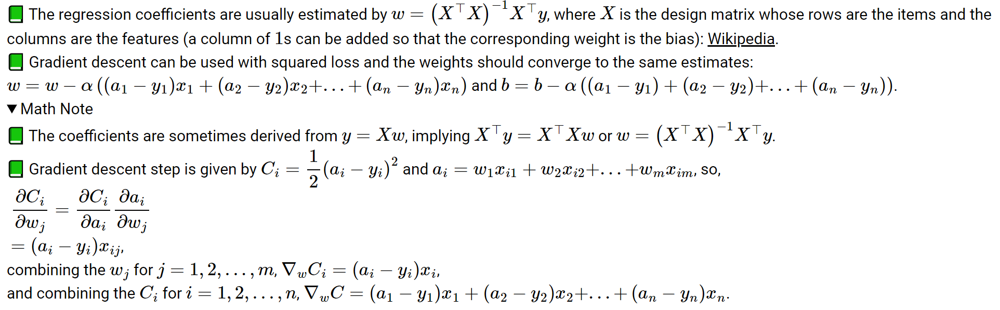 📗 The regression coefficients are usually estimated by $w = \left(X^\top X\right)^{-1} X^\top y$, where $X$ is the design matrix whose rows are the items and the
columns are the features (a column of $1$s can be added so that the corresponding weight is the bias): Wikipedia.
📗 Gradient descent can be used with squared loss and the weights should converge to the same estimates:
$w = w - \alpha \left((a_1 - y_1)x_1 + (a_2 - y_2)x_2 + \ldots + (a_n - y_n)x_n\right)$ and $b = b - \alpha \left((a_1 - y_1) + (a_2 - y_2) + \ldots + (a_n - y_n)\right)$.
▼ Math Note
📗 The coefficients are sometimes derived from $y = Xw$, implying $X^\top y = X^\top Xw$ or $w = \left(X^\top X\right)^{-1} X^\top y$.
📗 Gradient descent step is given by $C_i = \frac{1}{2}(a_i - y_i)^2$ and $a_i = w_1 x_{i1} + w_2 x_{i2} + \ldots + w_m x_{im}$, so,
$\frac{\partial C_i}{\partial w_j} = \frac{\partial C_i}{\partial a_i} \frac{\partial a_i}{\partial w_j}$
$= (a_i - y_i)x_{ij}$,
combining the $w_j$ for $j = 1, 2, \ldots, m$, $\nabla_w C_i = (a_i - y_i)x_i$,
and combining the $C_i$ for $i = 1, 2, \ldots, n$, $\nabla_w C = (a_1 - y_1)x_1 + (a_2 - y_2)x_2 + \ldots + (a_n - y_n)x_n$.